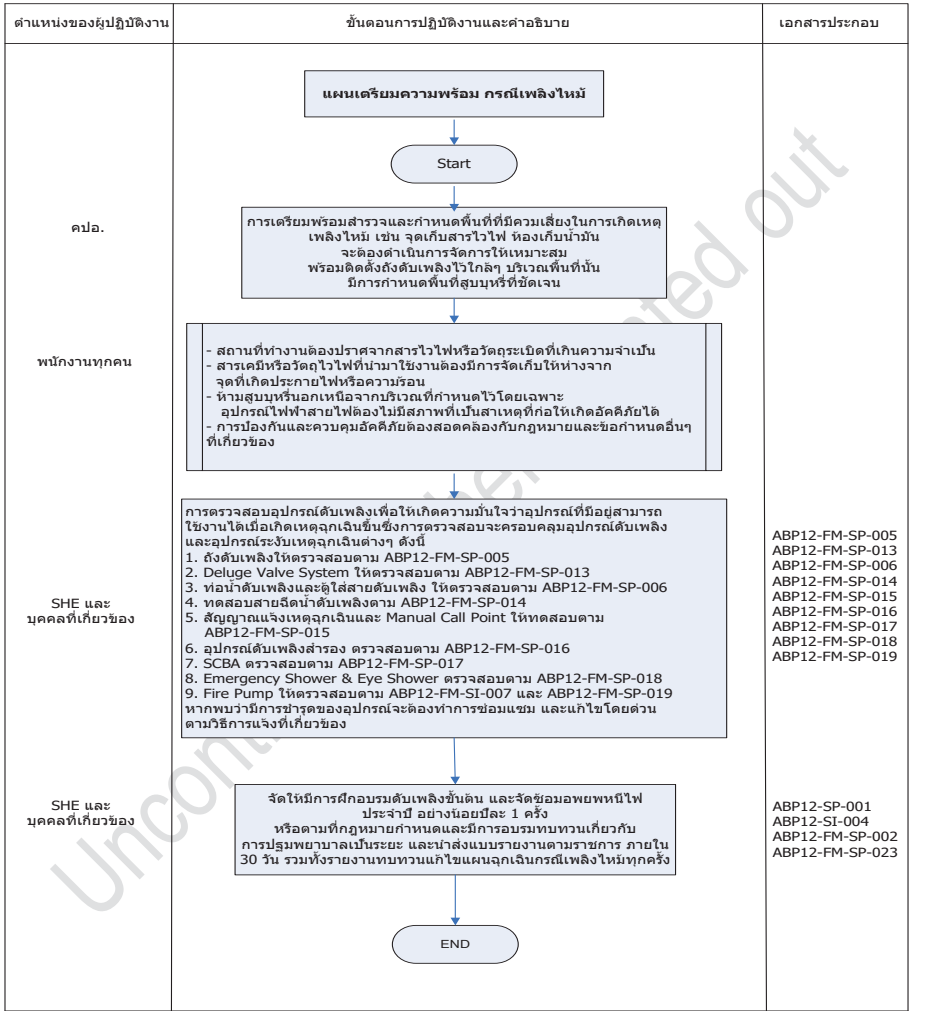 ตำแหน่งของผู้ปฏิบัติงาน
ขั้นตอนการปฏิบัติงานและคำอธิบาย
เอกสารประกอบ
แผนเตรียมความพร้อม กรณีเพลิงไหม้
Start
คปอ.
การเตรียมพร้อมสำรวจและกำหนดพื้นที่ที่มีควมเสี่ยงในการเกิดเหตุ
เพลิงไหม้ เช่น จุดเก็บสารไวไฟ ห้องเก็บน้ำมัน
จะต้องดำเนินการจัดการให้เหมาะสม
พร้อมติดตั้งถังดับเพลิงไว้ใกล้ๆ บริเวณพื้นที่นั้น
มีการกำหนดพื้นที่สูบบุหรี่ที่ชัดเจน
พนักงานทุกคน
- สถานที่ทำงานต้องปราศจากสารไวไฟหรือวัตถุระเบิดที่เกินความจำเป็น
- สารเคมีหรือวัตถุไวไฟที่นำมาใช้งานต้องมีการจัดเก็บให้ห่างจาก
จุดที่เกิดประกายไฟหรือความร้อน
- ห้ามสูบบุหรี่นอกเหนือจากบริเวณที่กำหนดไว้โดยเฉพาะ
อุปกรณ์ไฟฟ้าสายไฟต้องไม่มีสภาพที่เป็นสาเหตุที่ก่อให้เกิดอัคคีภัยได้
- การป้องกันและควบคุมอัคคีภัยต้องสอดคล้องกับกฎหมายและข้อกำหนดอื่นๆ
ที่เกี่ยวข้อง
SHE และ
บุคคลที่เกี่ยวข้อง
การตรวจสอบอุปกรณ์ดับเพลิงเพื่อให้เกิดความมั่นใจว่าอุปกรณ์ที่มีอยู่สามารถ
ใช้งานได้เมื่อเกิดเหตุฉุกเฉินขึ้นซึ่งการตรวจสอบจะครอบคลุมอุปกรณ์ดับเพลิง
และอุปกรณ์ระงับเหตุฉุกเฉินต่างๆ ดังนี้
1. ถังดับเพลิงให้ตรวจสอบตาม ABP12-FM-SP-005
2. Deluge Valve System ให้ตรวจสอบตาม ABP12-FM-SP-013
3. ท่อน้ำดับเพลิงและตู้ใส่สายดับเพลิง ให้ตรวจสอบตาม ABP12-FM-SP-006
4. ทดสอบสายฉีดน้ำดับเพลิงตาม ABP12-FM-SP-014
5. สัญญาณแจ้งเหตุฉุกเฉินและ Manual Call Point ให้ทดสอบตาม
ABP12-FM-SP-015
6. อุปกรณ์ดับเพลิงสำรอง ตรวจสอบตาม ABP12-FM-SP-016
7. SCBA ตรวจสอบตาม ABP12-FM-SP-017
8. Emergency Shower & Eye Shower ตรวจสอบตาม ABP12-FM-SP-018
9. Fire Pump ให้ตรวจสอบตาม ABP12-FM-SI-007 และ ABP12-FM-SP-019
หากพบว่ามีการชำรุดของอุปกรณ์จะต้องทำการซ่อมแซม และแก้ไขโดยด่วน
ตามวิธีการแจ้งที่เกี่ยวข้อง
ABP12-FM-SP-005
ABP12-FM-SP-013
ABP12-FM-SP-006
ABP12-FM-SP-014
ABP12-FM-SP-015
ABP12-FM-SP-016
ABP12-FM-SP-017
ABP12-FM-SP-018
ABP12-FM-SP-019
SHE และ
บุคคลที่เกี่ยวข้อง
จัดให้มีการฝึกอบรมดับเพลิงขั้นต้น และจัดซ้อมอพยพหนีไฟ
ประจำปี อย่างน้อยปีละ 1 ครั้ง
หรือตามที่กฎหมายกำหนดและมีการอบรมทบทวนเกี่ยวกับ
การปฐมพยาบาลเป็นระยะ และนำส่งแบบรายงานตามราชการ ภายใน
30 วัน รวมทั้งรายงานทบทวนแก้ไขแผนฉุกเฉินกรณีเพลิงไหม้ทุกครั้ง
ABP12-SP-001
ABP12-SI-004
ABP12-FM-SP-002
ABP12-FM-SP-023
END